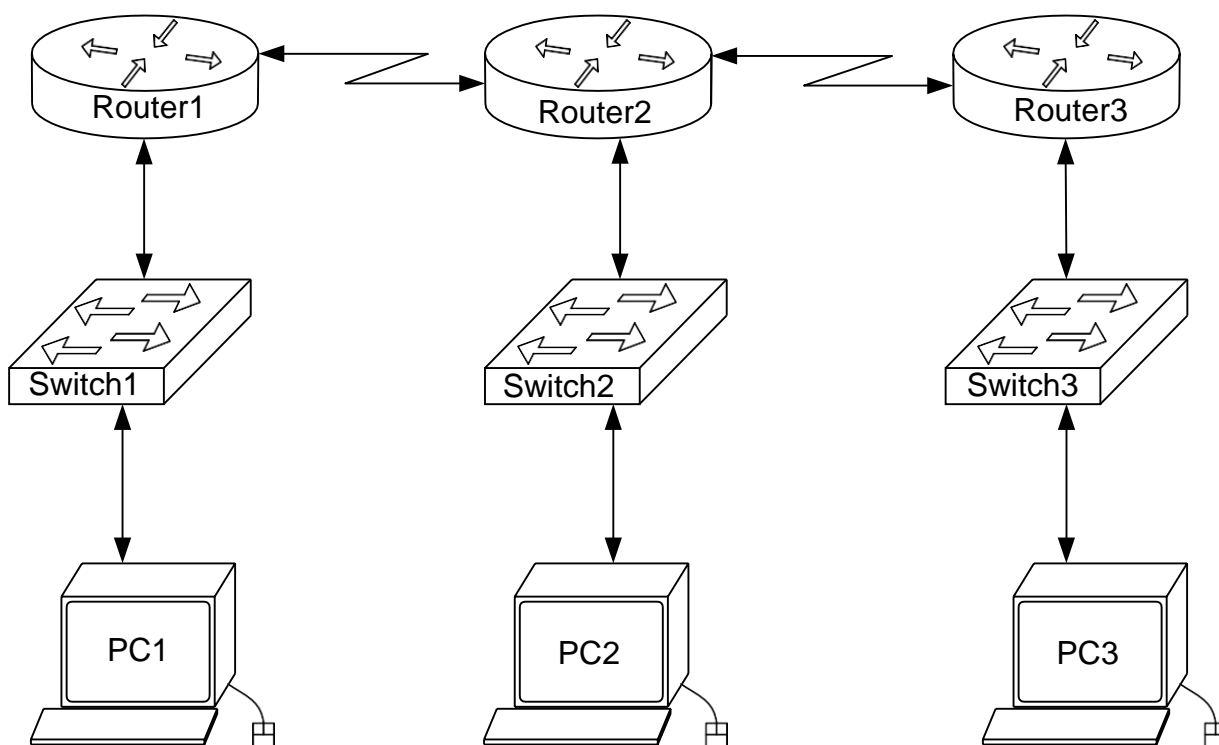 Router1
Router2
Router3
Switch1
Switch2
Switch3
PC1
PC2
PC3